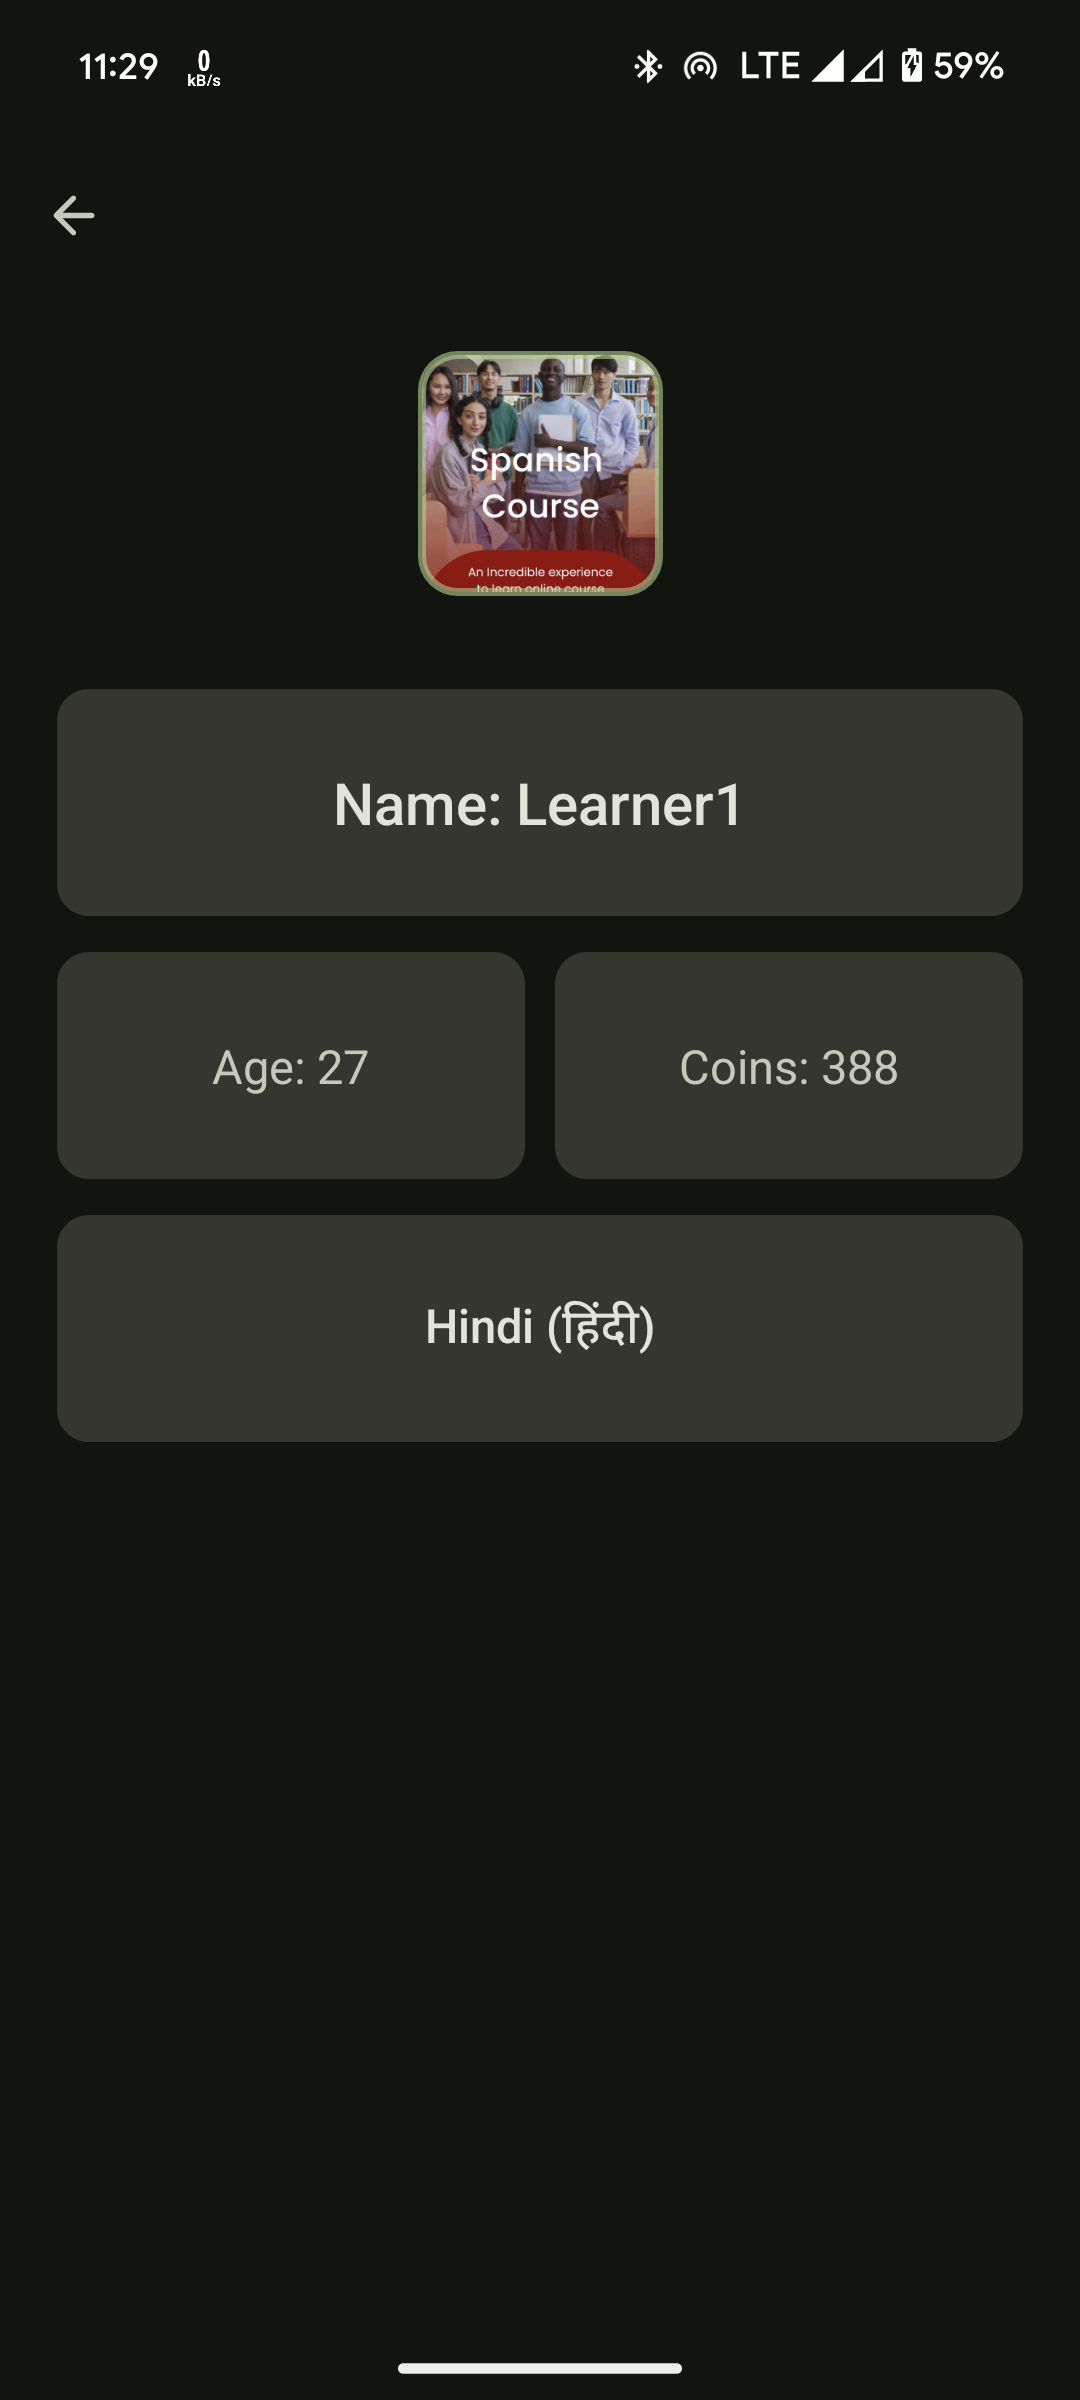 11:29
0
kB/s
LTE
59%
Spanish
Course
An Incredible experience
to learn online course
Name: Learner1
Age: 27
Coins: 388
Hindi (हिंदी)